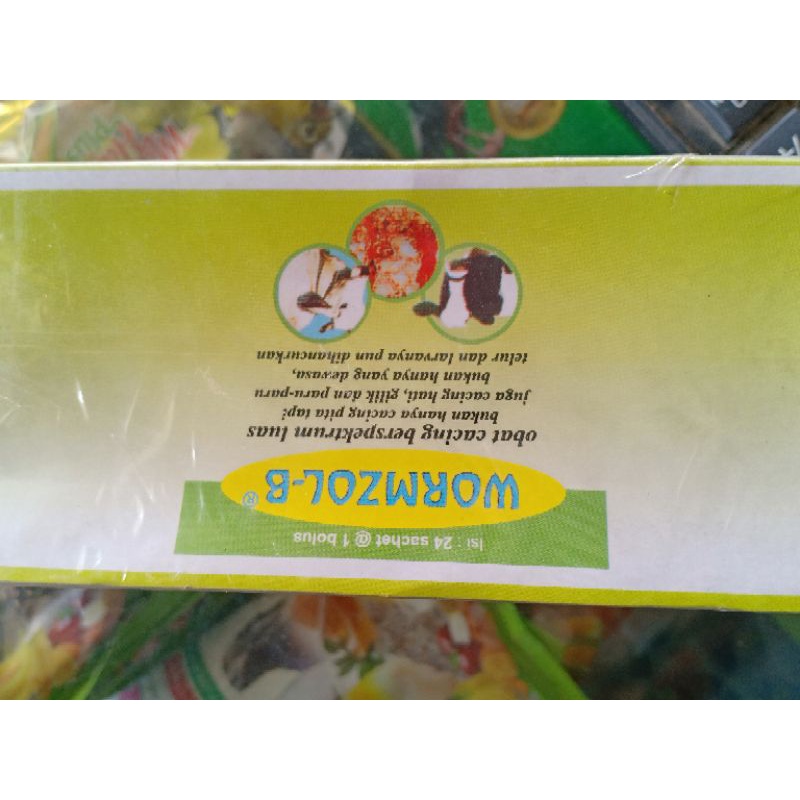 Isi : 24 sachet @ 1 bolus
WORMZOL-B ®
obat cacing berspektrum luas
bukan hanya cacing pita tapi
juga cacing hati, gilik dan paru-paru
bukan hanya yang dewasa,
telur dan larvanya pun dihancurkan